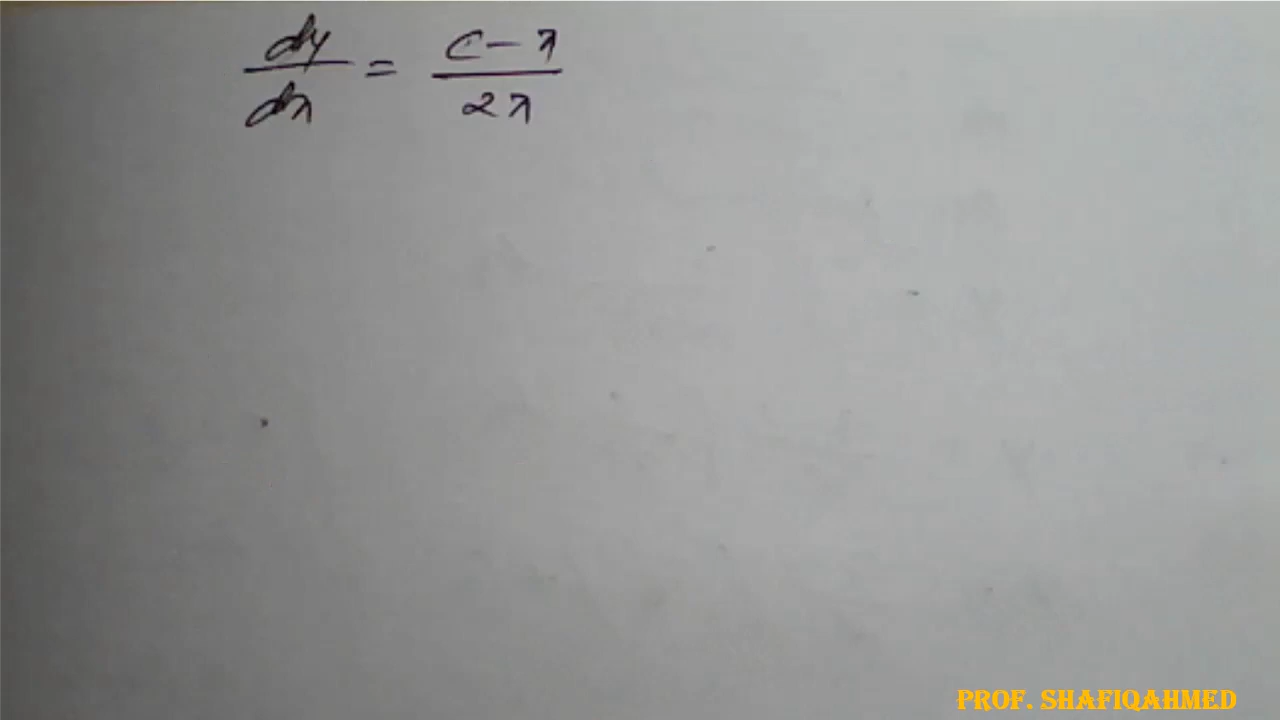 dy/dx = c - x / 2x
PROF. SHAFIQAHMED